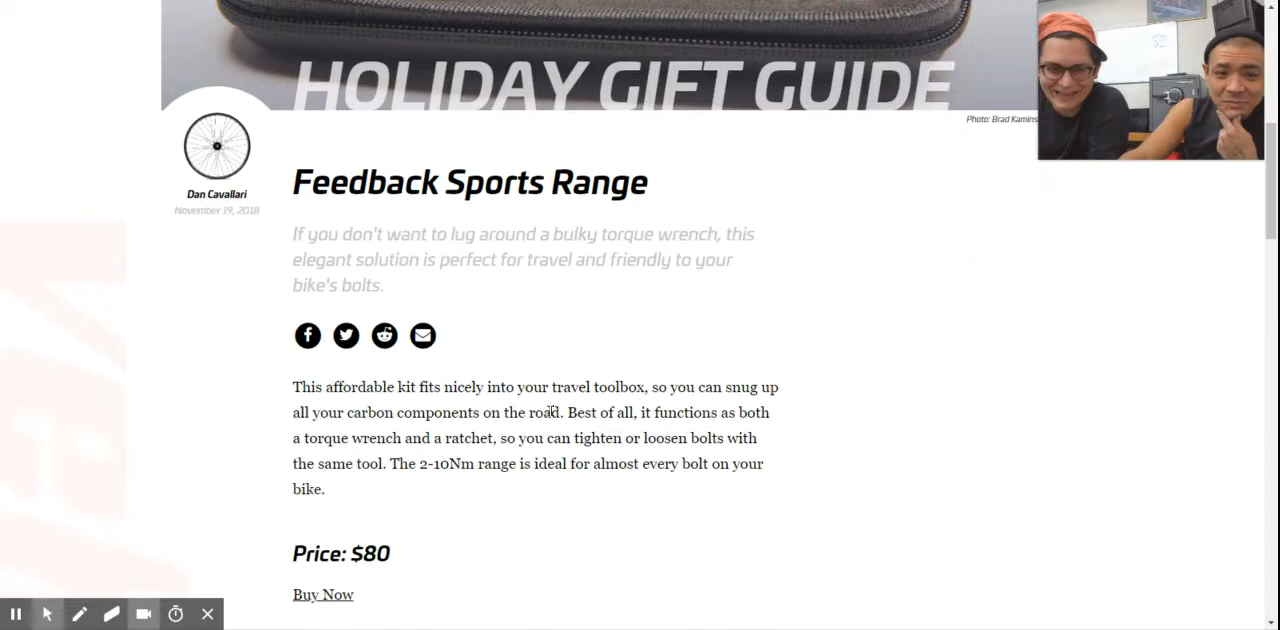 HOLIDAY GIFT GUIDE
Photo: Brad Kamins
Dan Cavallari
November 19, 2018
Feedback Sports Range
If you don't want to lug around a bulky torque wrench, this
elegant solution is perfect for travel and friendly to your
bike's bolts.
This affordable kit fits nicely into your travel toolbox, so you can snug up
all your carbon components on the road. Best of all, it functions as both
a torque wrench and a ratchet, so you can tighten or loosen bolts with
the same tool. The 2-10Nm range is ideal for almost every bolt on your
bike.
Price: $80
Buy Now